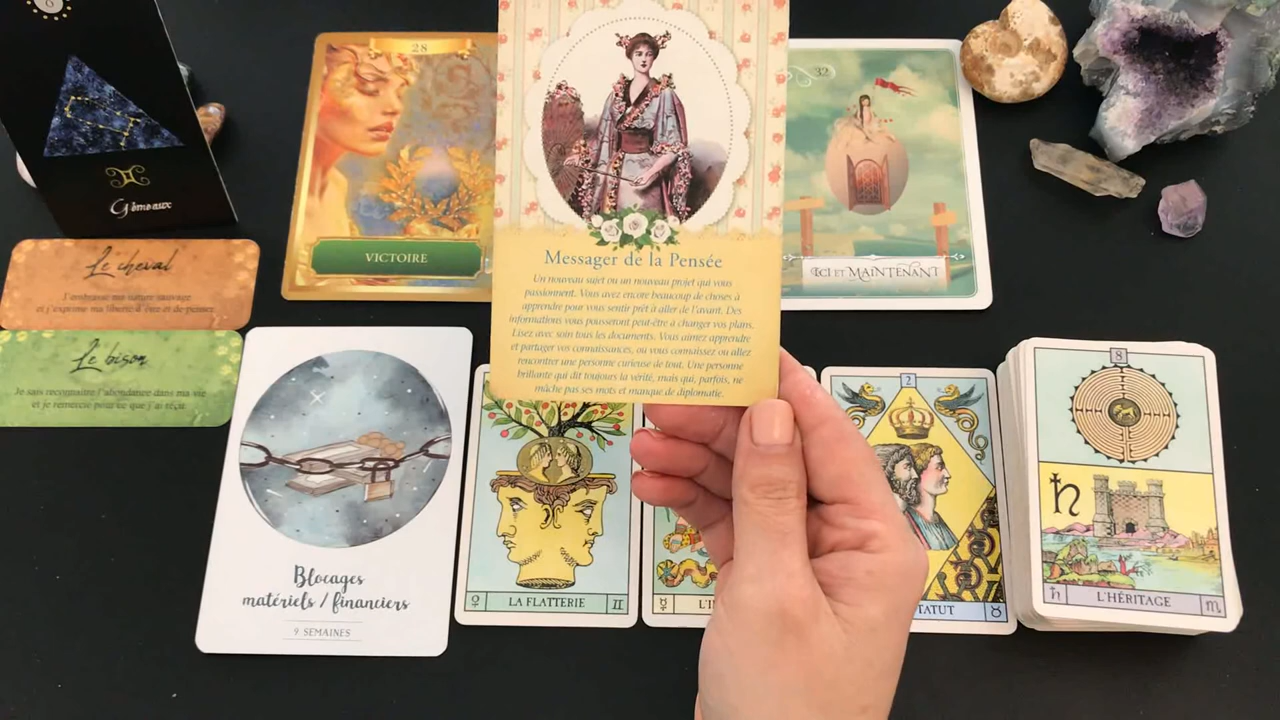 6
Gémeaux
Le cheval
J'embrasse ma nature sauvage
et j'exprime ma liberté d'être et de penser
Le bison
Je sais reconnaître l'abondance dans ma vie
et je remercie pour ce que j'ai reçu
28
VICTOIRE
Messager de la Pensée
Un nouveau sujet ou un nouveau projet qui vous
passionnent. Vous avez encore beaucoup de choses à
apprendre pour vous sentir prêt à aller de l'avant. Des
informations vous pousseront peut-être à changer vos plans.
Lisez avec soin tous les documents. Vous aimez apprendre
et partager vos connaissances, ou vous connaissez ou allez
rencontrer une personne curieuse de tout. Une personne
brillante qui dit toujours la vérité, mais qui, parfois, ne
mâche pas ses mots et manque de diplomatie.
32
ICI ET MAINTENANT
Blocages
matériels / financiers
9 SEMAINES
♀ LA FLATTERIE ♊
☿ L'I
2
TATUT ♉
8
♄
♄ L'HÉRITAGE ♏